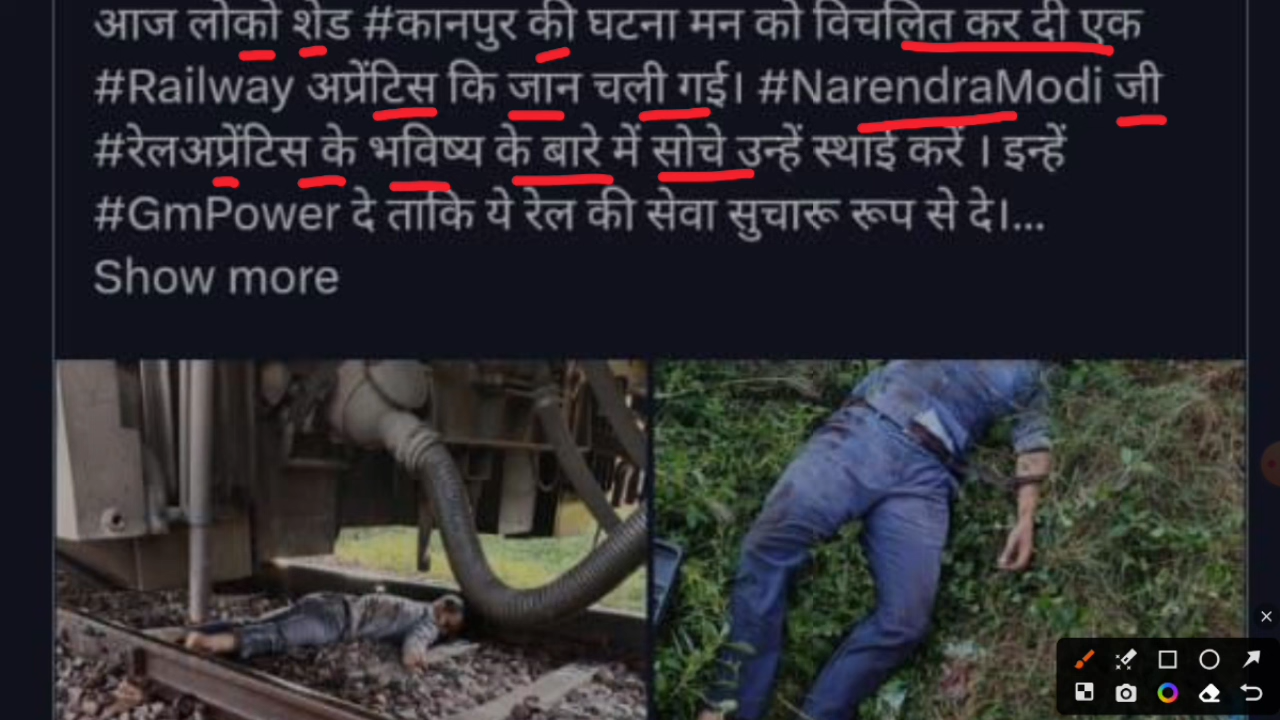 आज लोको शेड #कानपुर की घटना मन को विचलित कर दी एक
#Railway अप्रेंटिस कि जान चली गई। #NarendraModi जी
#रेलअप्रेंटिस के भविष्य के बारे में सोचे उन्हें स्थाई करें । इन्हें
#GmPower दे ताकि ये रेल की सेवा सुचारू रूप से दे।...
Show more